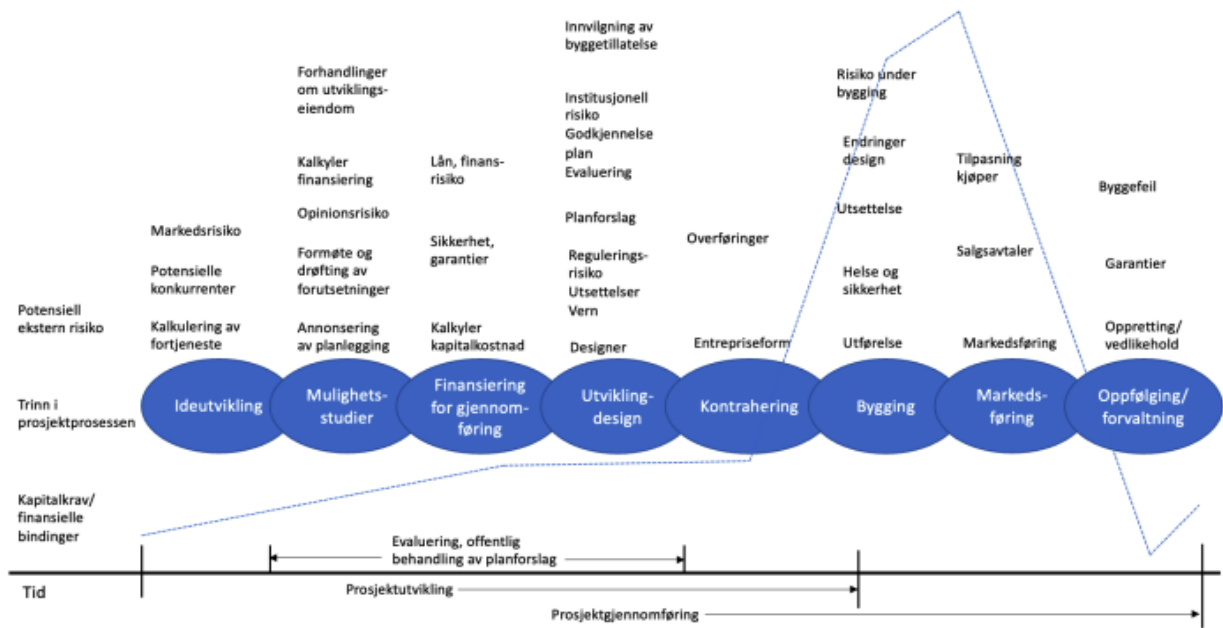 Potensiell
ekstern risiko
Trinn i
prosjektprosessen
Kapitalkrav/
finansielle
bindinger
Tid
Markedsrisiko
Potensielle
konkurrenter
Kalkulering av
fortjeneste
Ideutvikling
Forhandlinger
om utviklings-
eiendom
Kalkyler
finansiering
Opinionsrisiko
Formøte og
drøfting av
forutsetninger
Annonsering
av planlegging
Mulighets-
studier
Lån, finans-
risiko
Sikkerhet,
garantier
Kalkyler
kapitalkostnad
Finansiering
for gjennom-
føring
Innvilgning av
byggetillatelse
Institusjonell
risiko
Godkjennelse
plan
Evaluering
Planforslag
Regulerings-
risiko
Utsettelser
Vern
Designer
Utvikling-
design
Overføringer
Entrepriseform
Kontrahering
Risiko under
bygging
Endringer
design
Utsettelse
Helse og
sikkerhet
Utførelse
Bygging
Tilpasning
kjøper
Salgsavtaler
Markedsføring
Markeds-
føring
Byggefeil
Garantier
Oppretting/
vedlikehold
Oppfölging/
forvaltning
Evaluering, offentlig
behandling av planforslag
Prosjektutvikling
Prosjektgjennomføring